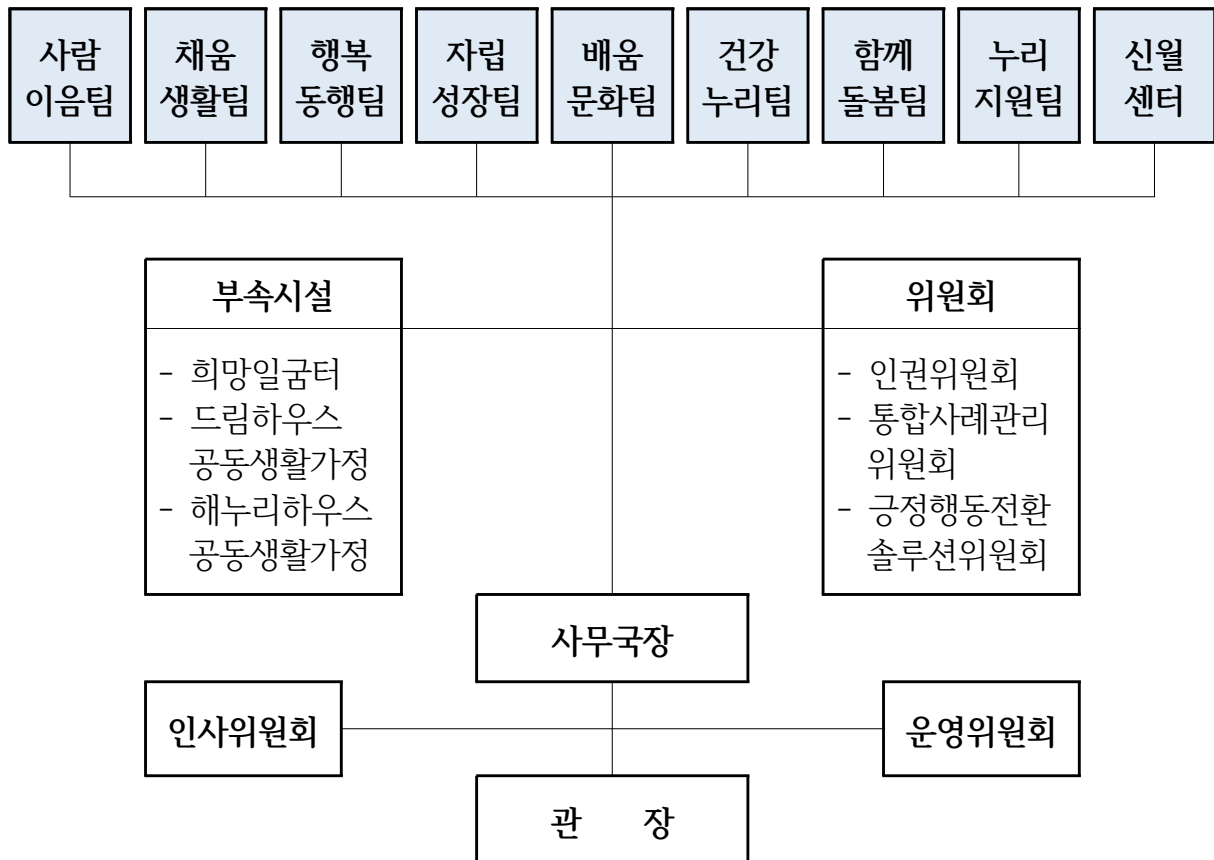 사람
이음팀
채움
생활팀
행복
동행팀
자립
성장팀
배움
문화팀
건강
누리팀
함께
돌봄팀
누리
지원팀
신월
센터
부속시설
- 희망일굼터
- 드림하우스
공동생활가정
- 해누리하우스
공동생활가정
위원회
- 인권위원회
- 통합사례관리
위원회
- 긍정행동전환
솔루션위원회
사무국장
인사위원회
운영위원회
관 장